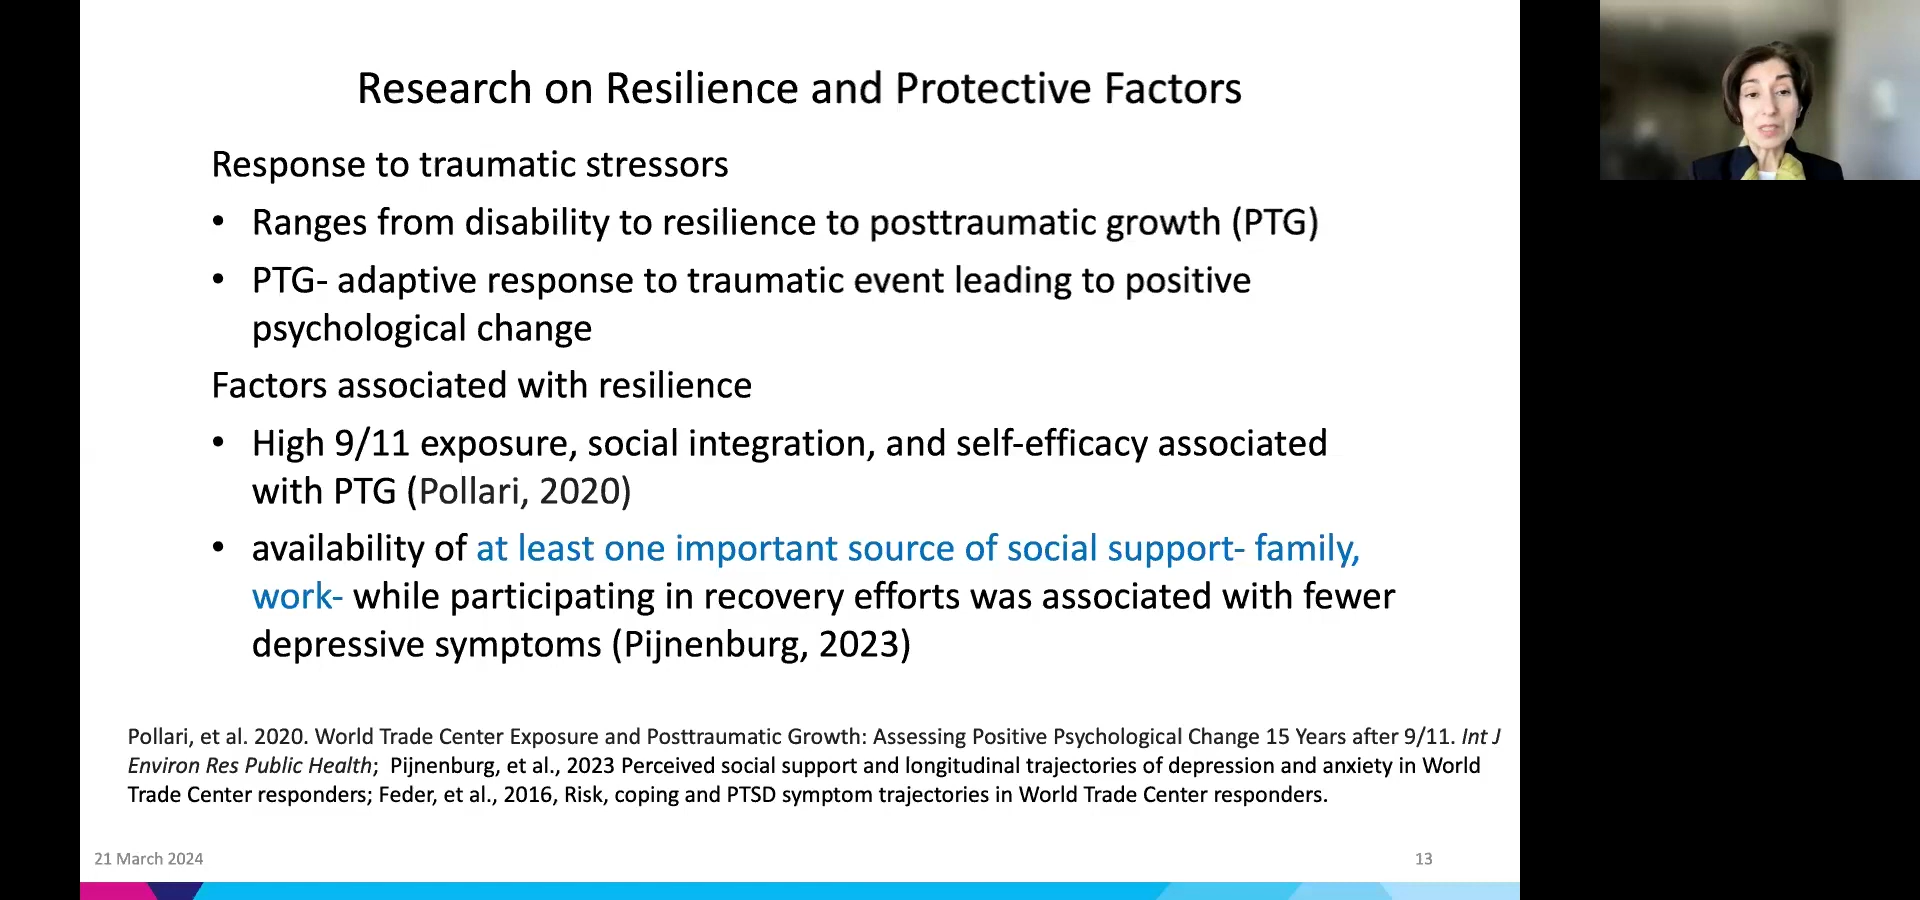 Research on Resilience and Protective Factors
Response to traumatic stressors
• Ranges from disability to resilience to posttraumatic growth (PTG)
• PTG- adaptive response to traumatic event leading to positive
psychological change
Factors associated with resilience
• High 9/11 exposure, social integration, and self-efficacy associated
with PTG (Pollari, 2020)
• availability of at least one important source of social support- family,
work- while participating in recovery efforts was associated with fewer
depressive symptoms (Pijnenburg, 2023)
Pollari, et al. 2020. World Trade Center Exposure and Posttraumatic Growth: Assessing Positive Psychological Change 15 Years after 9/11. Int J
Environ Res Public Health; Pijnenburg, et al., 2023 Perceived social support and longitudinal trajectories of depression and anxiety in World
Trade Center responders; Feder, et al., 2016, Risk, coping and PTSD symptom trajectories in World Trade Center responders.
21 March 2024
13